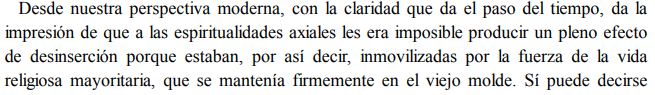 Desde nuestra perspectiva moderna, con la claridad que da el paso del tiempo, da la
impresión de que a las espiritualidades axiales les era imposible producir un pleno efecto
de desinserción porque estaban, por así decir, inmovilizadas por la fuerza de la vida
religiosa mayoritaria, que se mantenía firmemente en el viejo molde. Sí puede decirse